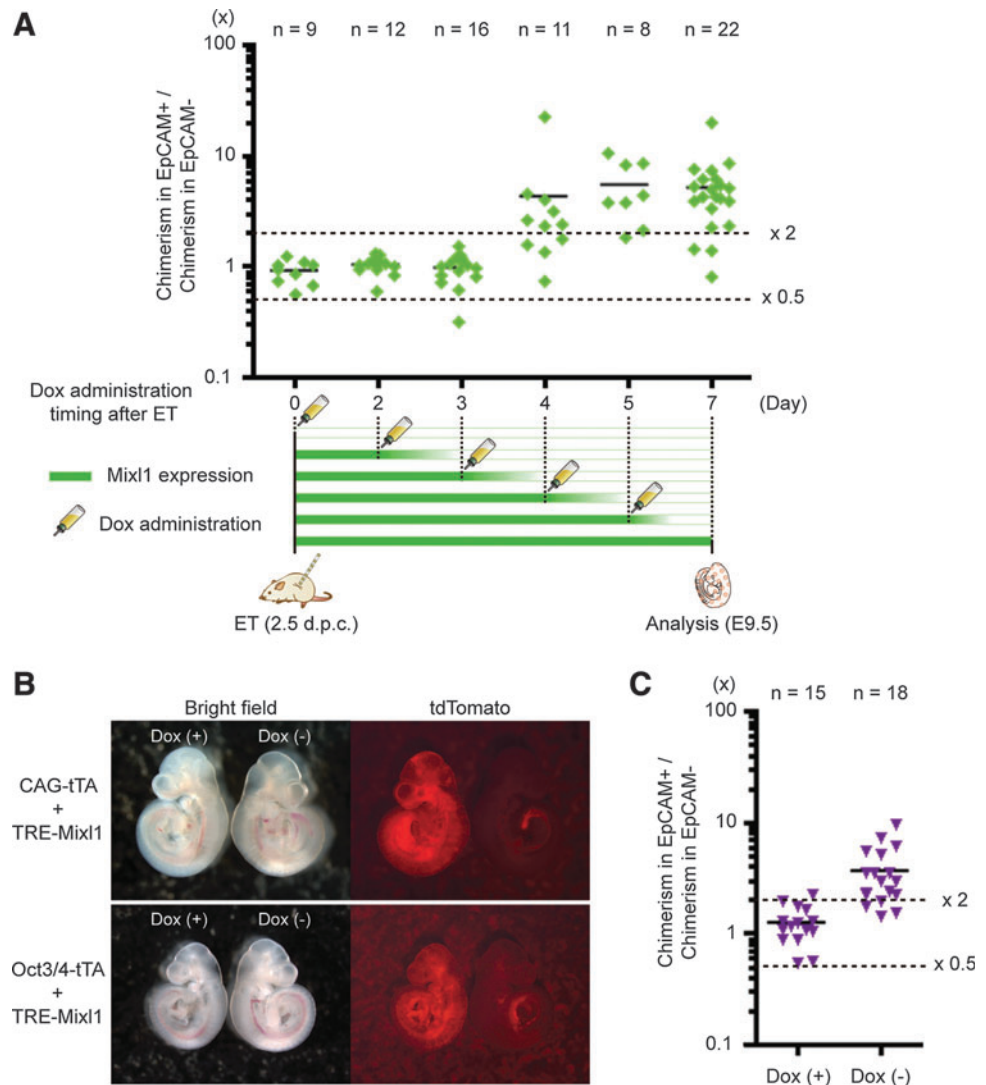 A
(x)
n = 9 n = 12 n = 16 n = 11 n = 8 n = 22
100
10
1
0.1
Chimerism in EpCAM+ /
Chimerism in EpCAM-
x 2
x 0.5
Dox administration
timing after ET
0 2 3 4 5 7 (Day)
Mixl1 expression
Dox administration
ET (2.5 d.p.c.)
Analysis (E9.5)
B
Bright field tdTomato
Dox (+) Dox (-)
CAG-tTA
+
TRE-Mixl1
Dox (+) Dox (-)
Oct3/4-tTA
+
TRE-Mixl1
C
(x)
n = 15 n = 18
100
10
1
0.1
Chimerism in EpCAM+ /
Chimerism in EpCAM-
x 2
x 0.5
Dox (+) Dox (-)